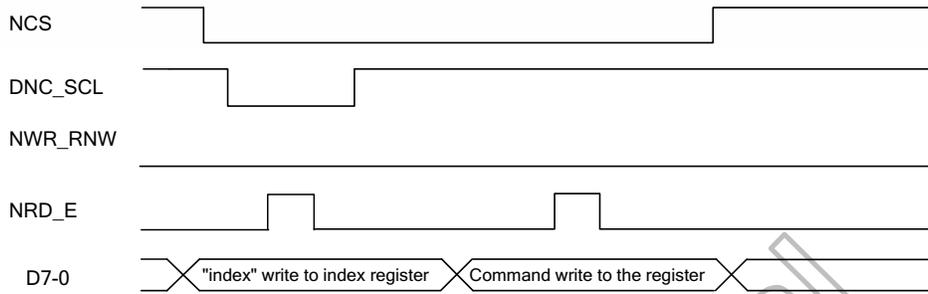 NCS
DNC_SCL
NWR_RNW
NRD_E
D7-0
"index" write to index register
Command write to the register